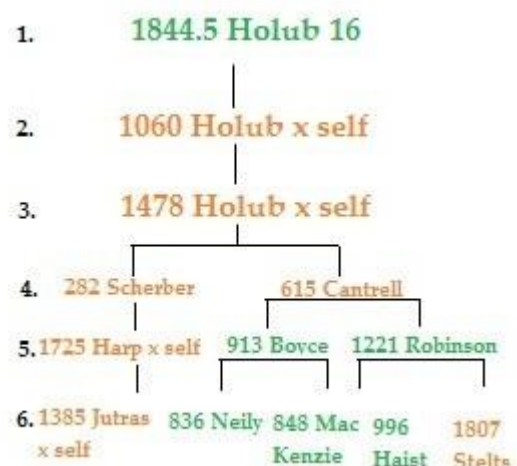 1. 1844.5 Holub 16
2. 1060 Holub x self
3. 1478 Holub x self
4. 282 Scherber 615 Cantrell
5. 1725 Harp x self 913 Boyce 1221 Robinson
6. 1385 Jutras 836 Neily 848 Mac 996 1807
x self Kenzie Haist Stelts